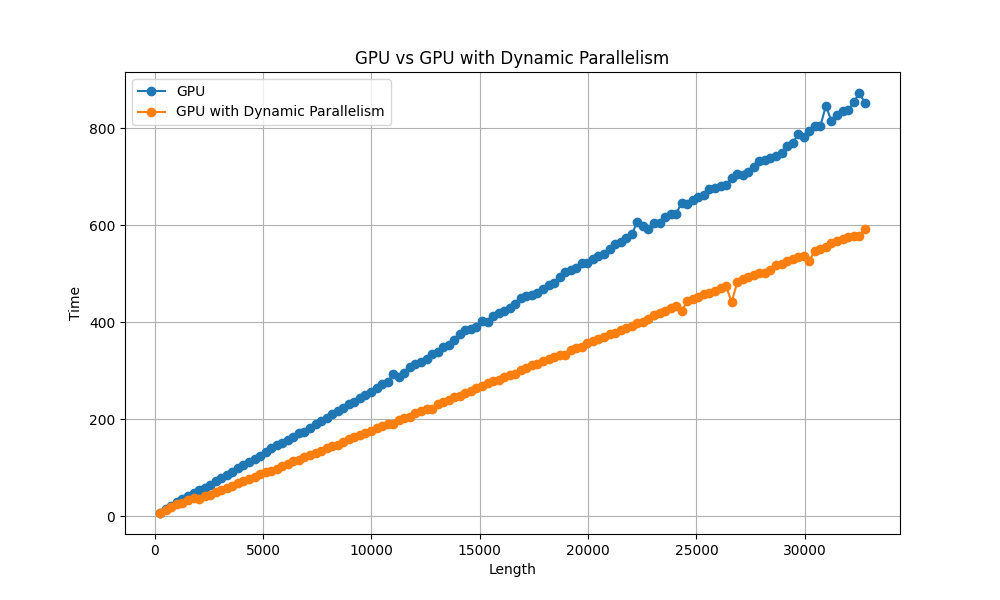 GPU vs GPU with Dynamic Parallelism
GPU
GPU with Dynamic Parallelism
800
600
400
200
0
Time
0 5000 10000 15000 20000 25000 30000
Length